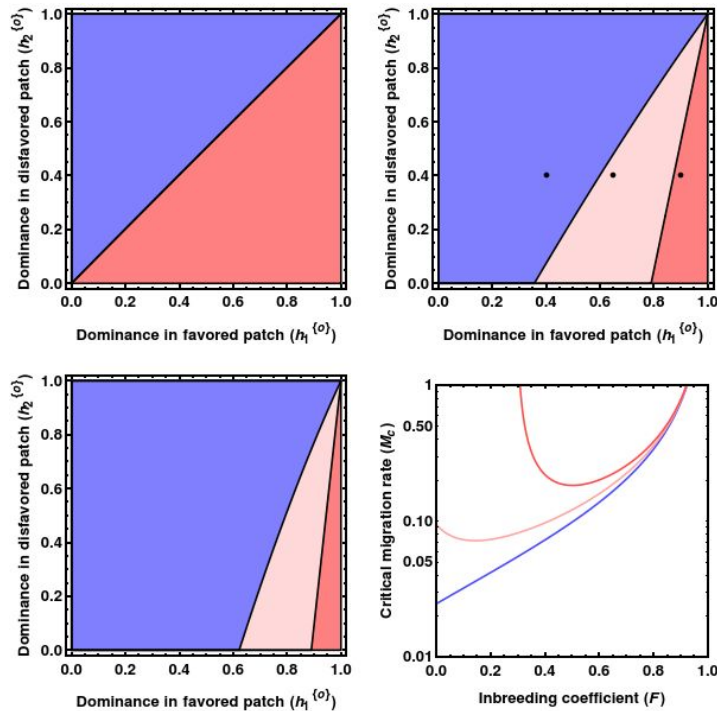 1.0
0.8
0.6
0.4
0.2
0.0
Dominance in disfavored patch (h2{o})
0.0 0.2 0.4 0.6 0.8 1.0
Dominance in favored patch (h1{o})
1.0
0.8
0.6
0.4
0.2
0.0
Dominance in disfavored patch (h2{o})
0.0 0.2 0.4 0.6 0.8 1.0
Dominance in favored patch (h1{o})
1.0
0.8
0.6
0.4
0.2
0.0
Dominance in disfavored patch (h2{o})
0.0 0.2 0.4 0.6 0.8 1.0
Dominance in favored patch (h1{o})
1
0.50
0.10
0.05
0.01
Critical migration rate (Mc)
0.0 0.2 0.4 0.6 0.8 1.0
Inbreeding coefficient (F)